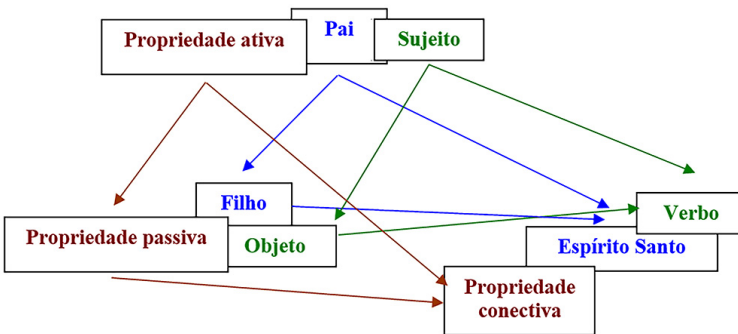 Propriedade ativa
Pai
Sujeito
Filho
Propriedade passiva
Objeto
Verbo
Espírito Santo
Propriedade
conectiva